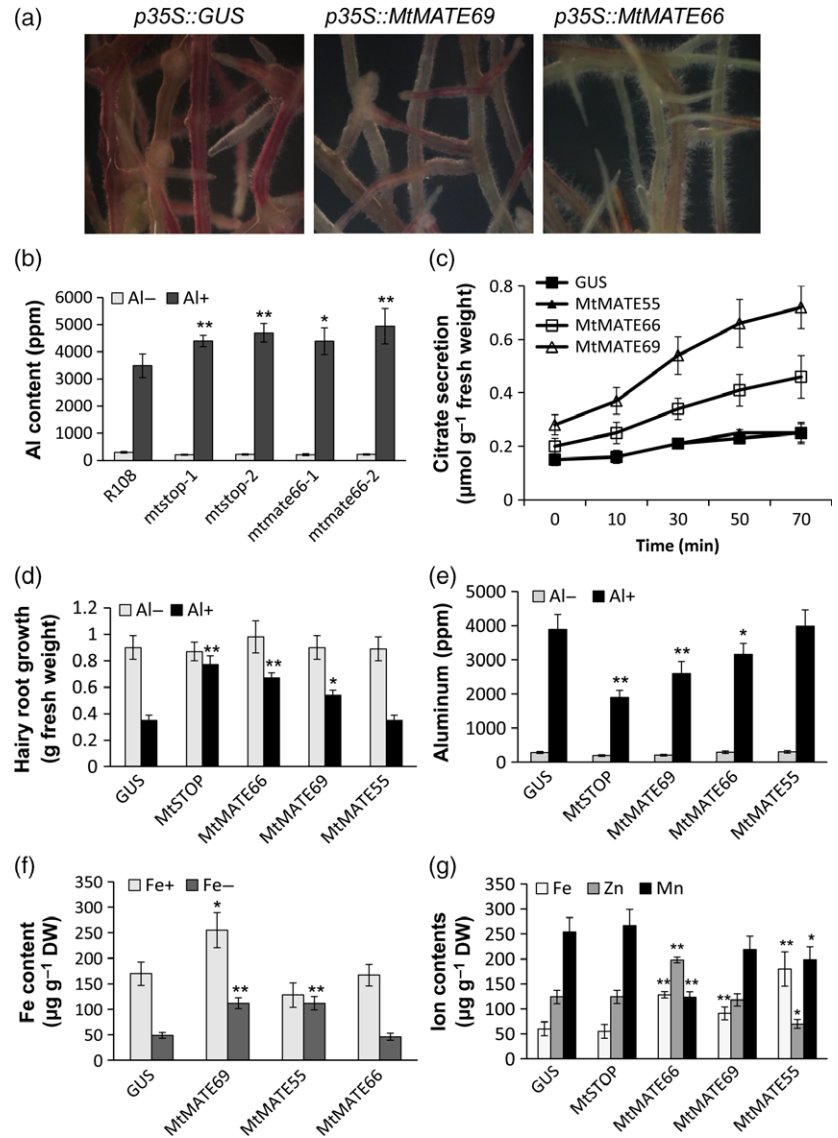 (a)
p35S::GUS
p35S::MtMATE69
p35S::MtMATE66
(b)
Al− Al+
Al content (ppm)
6000
5000
4000
3000
2000
1000
0
** ** * **
R108
mtstop-1
mtstop-2
mtmate66-1
mtmate66-2
(c)
GUS
MtMATE55
MtMATE66
MtMATE69
Citrate secretion
(µmol g−1 fresh weight)
0.8
0.6
0.4
0.2
0
0 10 30 50 70
Time (min)
(d)
Al− Al+
Hairy root growth
(g fresh weight)
1.2
1
0.8
0.6
0.4
0.2
0
** ** *
GUS
MtSTOP
MtMATE66
MtMATE69
MtMATE55
(e)
Al− Al+
Aluminum (ppm)
5000
4000
3000
2000
1000
0
** ** *
GUS
MtSTOP
MtMATE69
MtMATE66
MtMATE55
(f)
Fe+ Fe−
Fe content
(µg g−1 DW)
350
300
250
200
150
100
50
0
* ** **
GUS
MtMATE69
MtMATE55
MtMATE66
(g)
Fe Zn Mn
Ion contents
(µg g−1 DW)
350
300
250
200
150
100
50
0
** ** ** ** ** * *
GUS
MtSTOP
MtMATE66
MtMATE69
MtMATE55